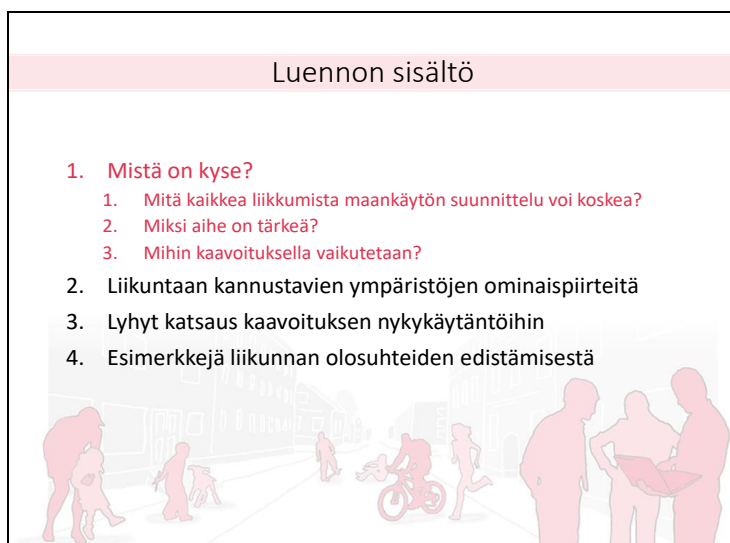 Luennon sisältö
1. Mistä on kyse?
1. Mitä kaikkea liikkumista maankäytön suunnittelu voi koskea?
2. Miksi aihe on tärkeä?
3. Mihin kaavoituksella vaikutetaan?
2. Liikuntaan kannustavien ympäristöjen ominaispiirteitä
3. Lyhyt katsaus kaavoituksen nykykäytäntöihin
4. Esimerkkejä liikunnan olosuhteiden edistämisestä